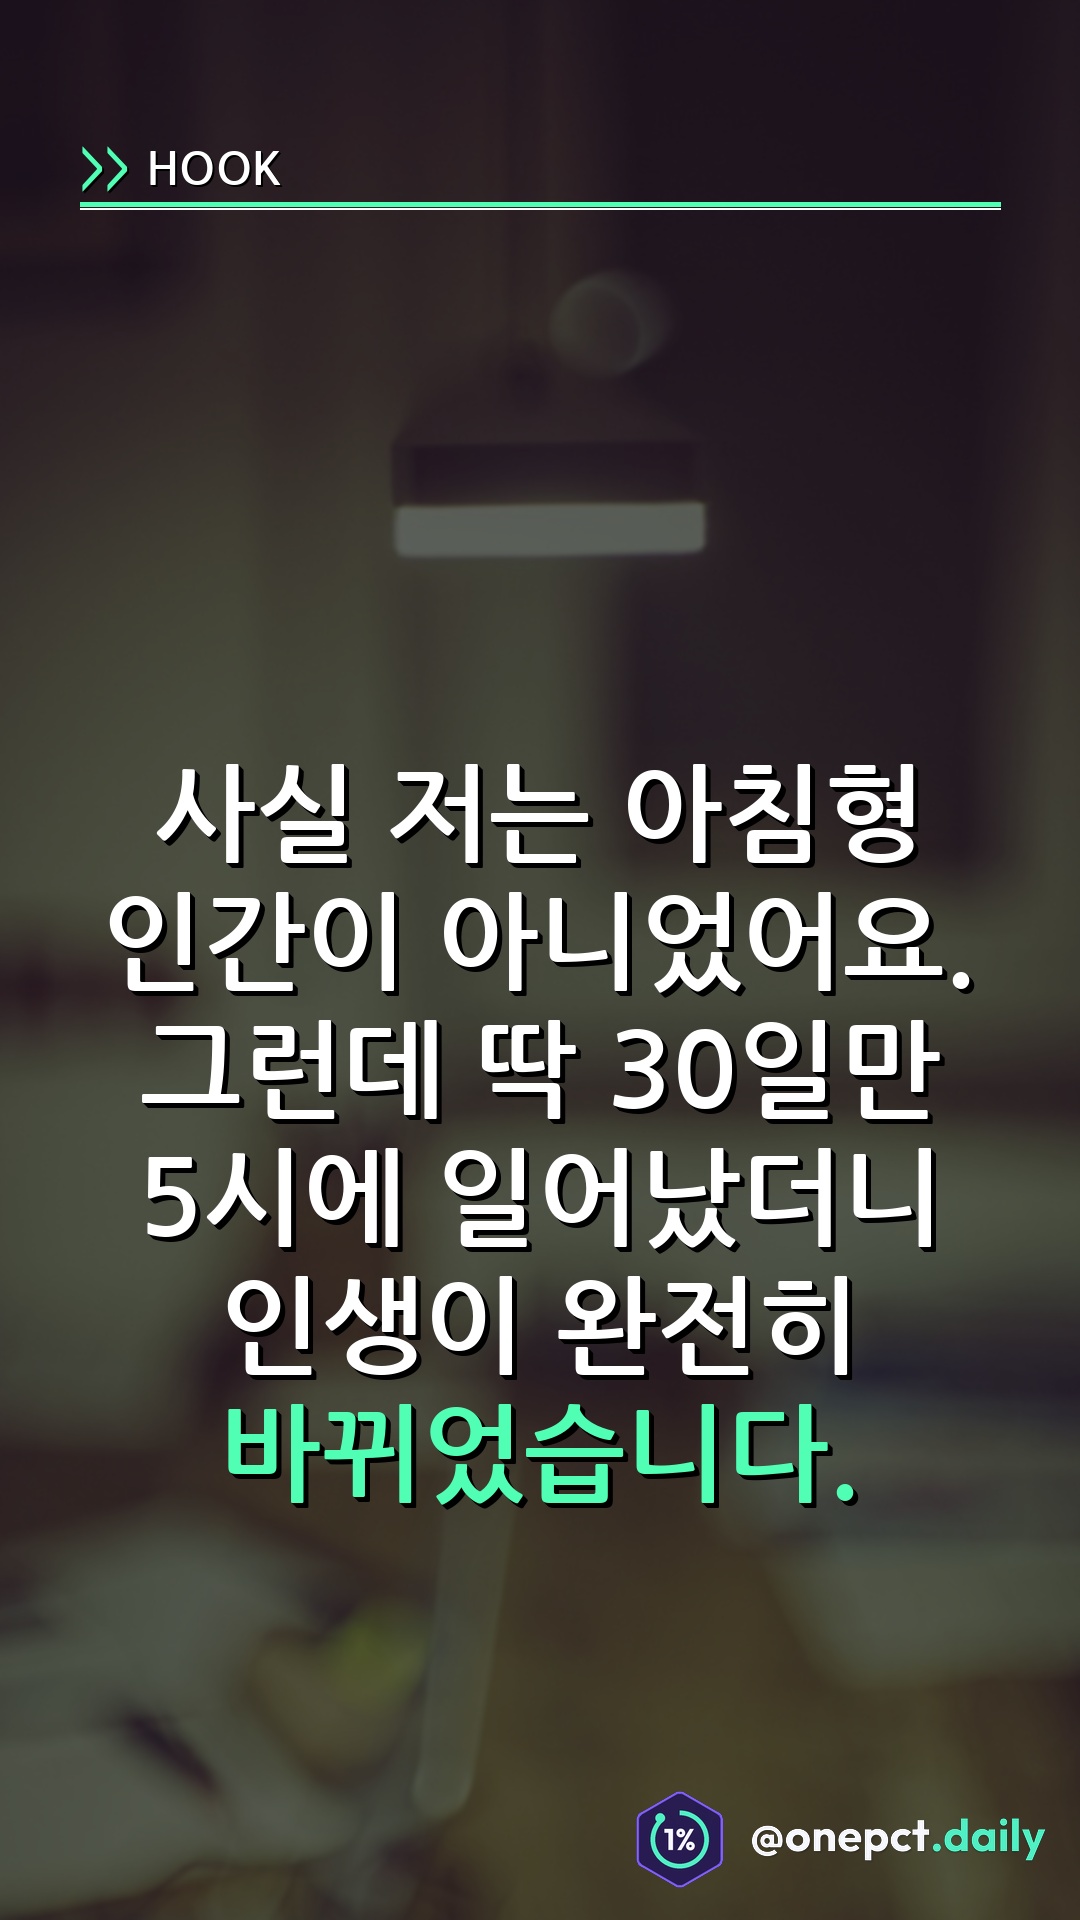 HOOK
사실 저는 아침형
인간이 아니었어요.
그런데 딱 30일만
5시에 일어났더니
인생이 완전히
바뀌었습니다.
1% @onepct.daily